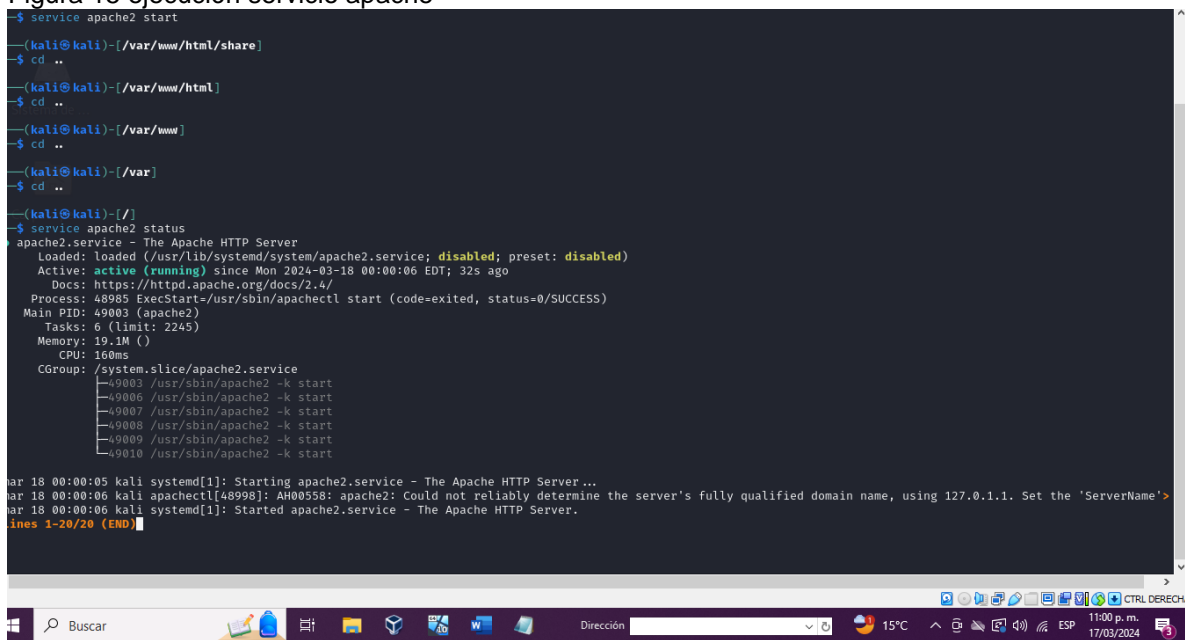 Figura 18 ejecución servicio apache
─$ service apache2 start
──(kali㉿kali)-[/var/www/html/share]
─$ cd ..
──(kali㉿kali)-[/var/www/html]
─$ cd ..
──(kali㉿kali)-[/var/www]
─$ cd ..
──(kali㉿kali)-[/var]
─$ cd ..
──(kali㉿kali)-[/]
─$ service apache2 status
apache2.service - The Apache HTTP Server
Loaded: loaded (/usr/lib/systemd/system/apache2.service; disabled; preset: disabled)
Active: active (running) since Mon 2024-03-18 00:00:06 EDT; 32s ago
Docs: https://httpd.apache.org/docs/2.4/
Process: 48985 ExecStart=/usr/sbin/apachectl start (code=exited, status=0/SUCCESS)
Main PID: 49003 (apache2)
Tasks: 6 (limit: 2245)
Memory: 19.1M ()
CPU: 160ms
CGroup: /system.slice/apache2.service
├─49003 /usr/sbin/apache2 -k start
├─49006 /usr/sbin/apache2 -k start
├─49007 /usr/sbin/apache2 -k start
├─49008 /usr/sbin/apache2 -k start
├─49009 /usr/sbin/apache2 -k start
└─49010 /usr/sbin/apache2 -k start
mar 18 00:00:05 kali systemd[1]: Starting apache2.service - The Apache HTTP Server...
mar 18 00:00:06 kali apachectl[48998]: AH00558: apache2: Could not reliably determine the server's fully qualified domain name, using 127.0.1.1. Set the 'ServerName'>
mar 18 00:00:06 kali systemd[1]: Started apache2.service - The Apache HTTP Server.
lines 1-20/20 (END)
CTRL DERECH
Buscar
Dirección
15°C
ESP
11:00 p. m.
17/03/2024
3